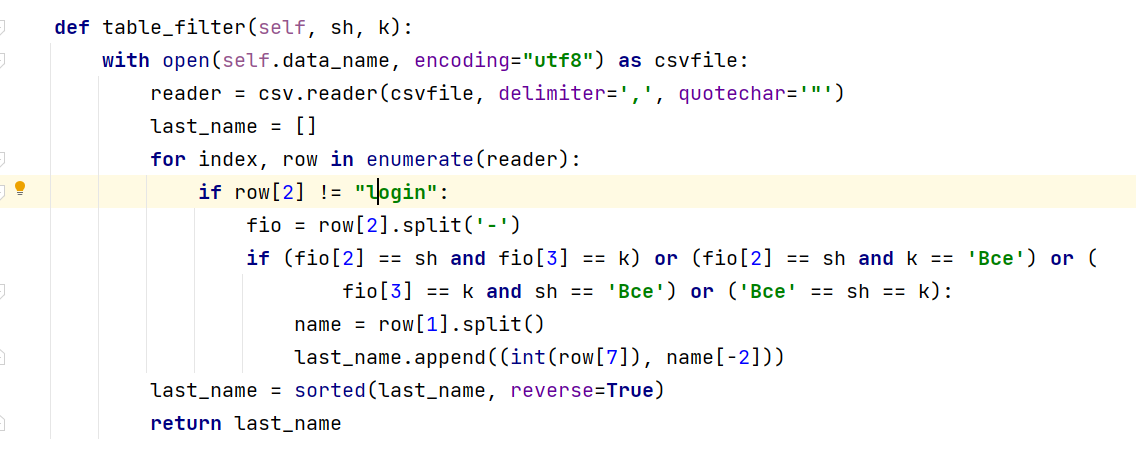 def table_filter(self, sh, k):
    with open(self.data_name, encoding="utf8") as csvfile:
        reader = csv.reader(csvfile, delimiter=',', quotechar='"')
        last_name = []
        for index, row in enumerate(reader):
            if row[2] != "login":
                fio = row[2].split('-')
                if (fio[2] == sh and fio[3] == k) or (fio[2] == sh and k == 'Все') or (
                        fio[3] == k and sh == 'Все') or ('Все' == sh == k):
                    name = row[1].split()
                    last_name.append((int(row[7]), name[-2]))
        last_name = sorted(last_name, reverse=True)
        return last_name